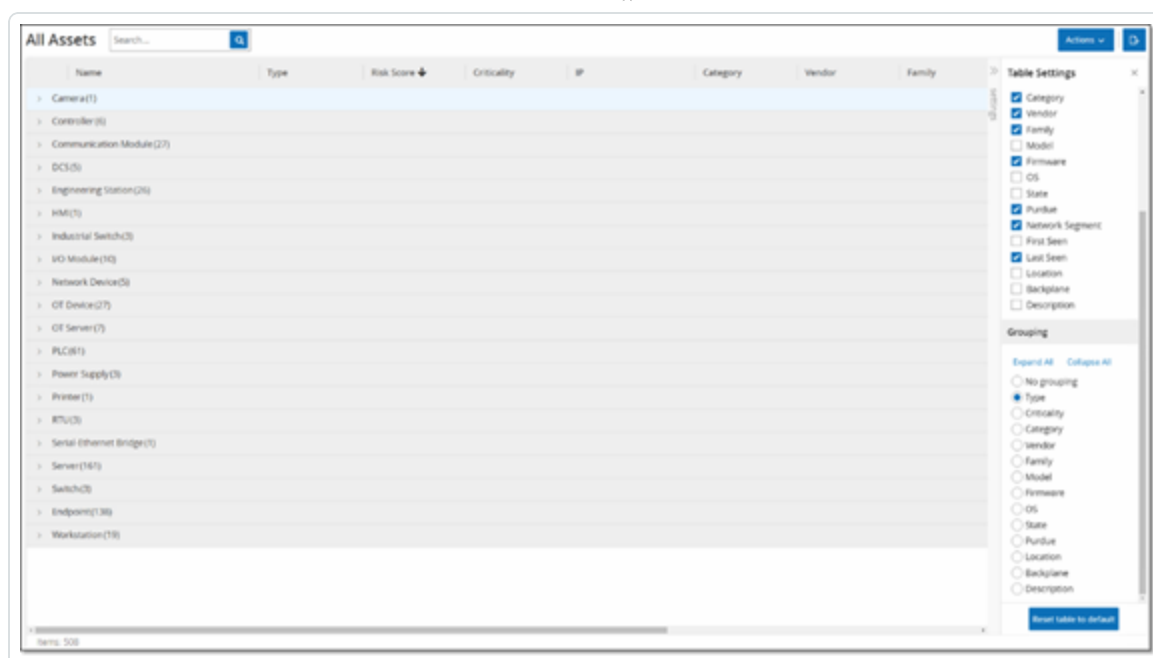 All Assets
Search...
Actions
Name Type Risk Score Criticality IP Category Vendor Family
Camera(1)
Controller(6)
Communication Module(27)
DCS(5)
Engineering Station(26)
HMI(1)
Industrial Switch(3)
I/O Module(10)
Network Device(5)
OT Device(27)
OT Server(7)
PLC(61)
Power Supply(3)
Printer(1)
RTU(3)
Serial Ethernet Bridge(1)
Server(161)
Switch(3)
Endpoint(138)
Workstation(19)
Items: 508
Settings
Table Settings
Category
Vendor
Family
Model
Firmware
OS
State
Purdue
Network Segment
First Seen
Last Seen
Location
Backplane
Description
Grouping
Expand All Collapse All
No grouping
Type
Criticality
Category
Vendor
Family
Model
Firmware
OS
State
Purdue
Location
Backplane
Description
Reset table to default